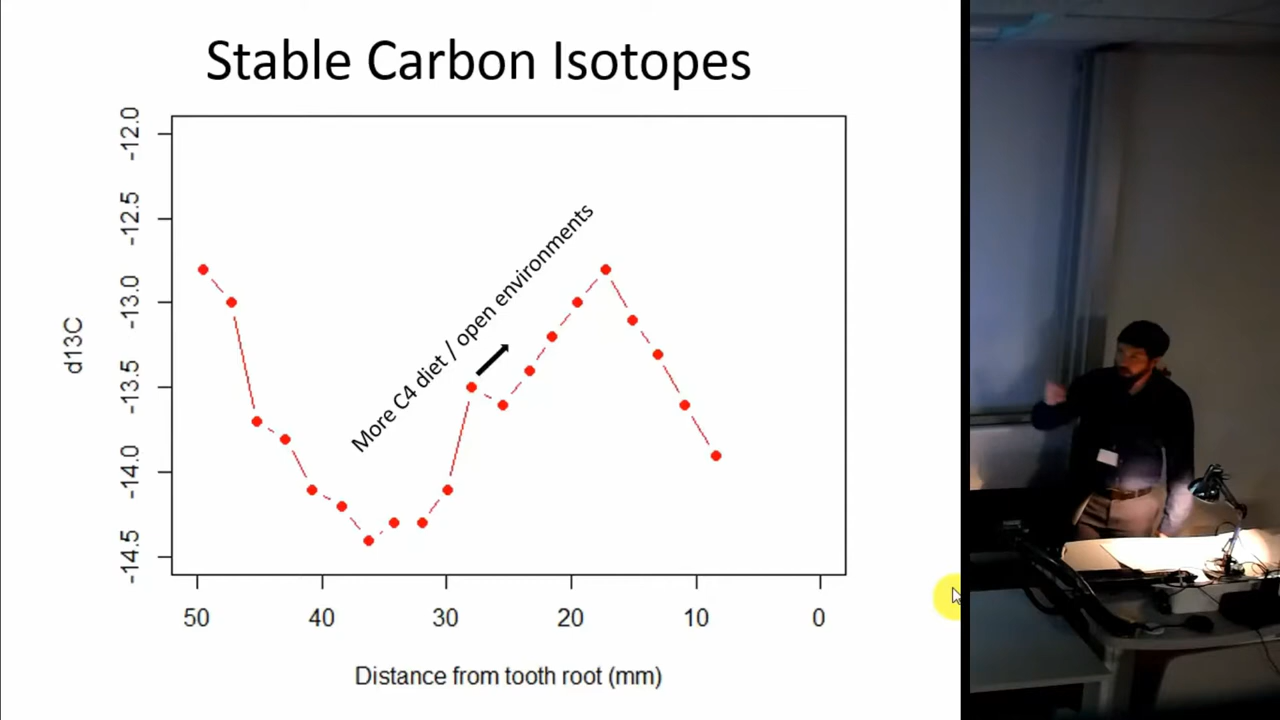 Stable Carbon Isotopes
-12.0
-12.5
-13.0
-13.5
-14.0
-14.5
d13C
More C4 diet / open environments
50 40 30 20 10 0
Distance from tooth root (mm)